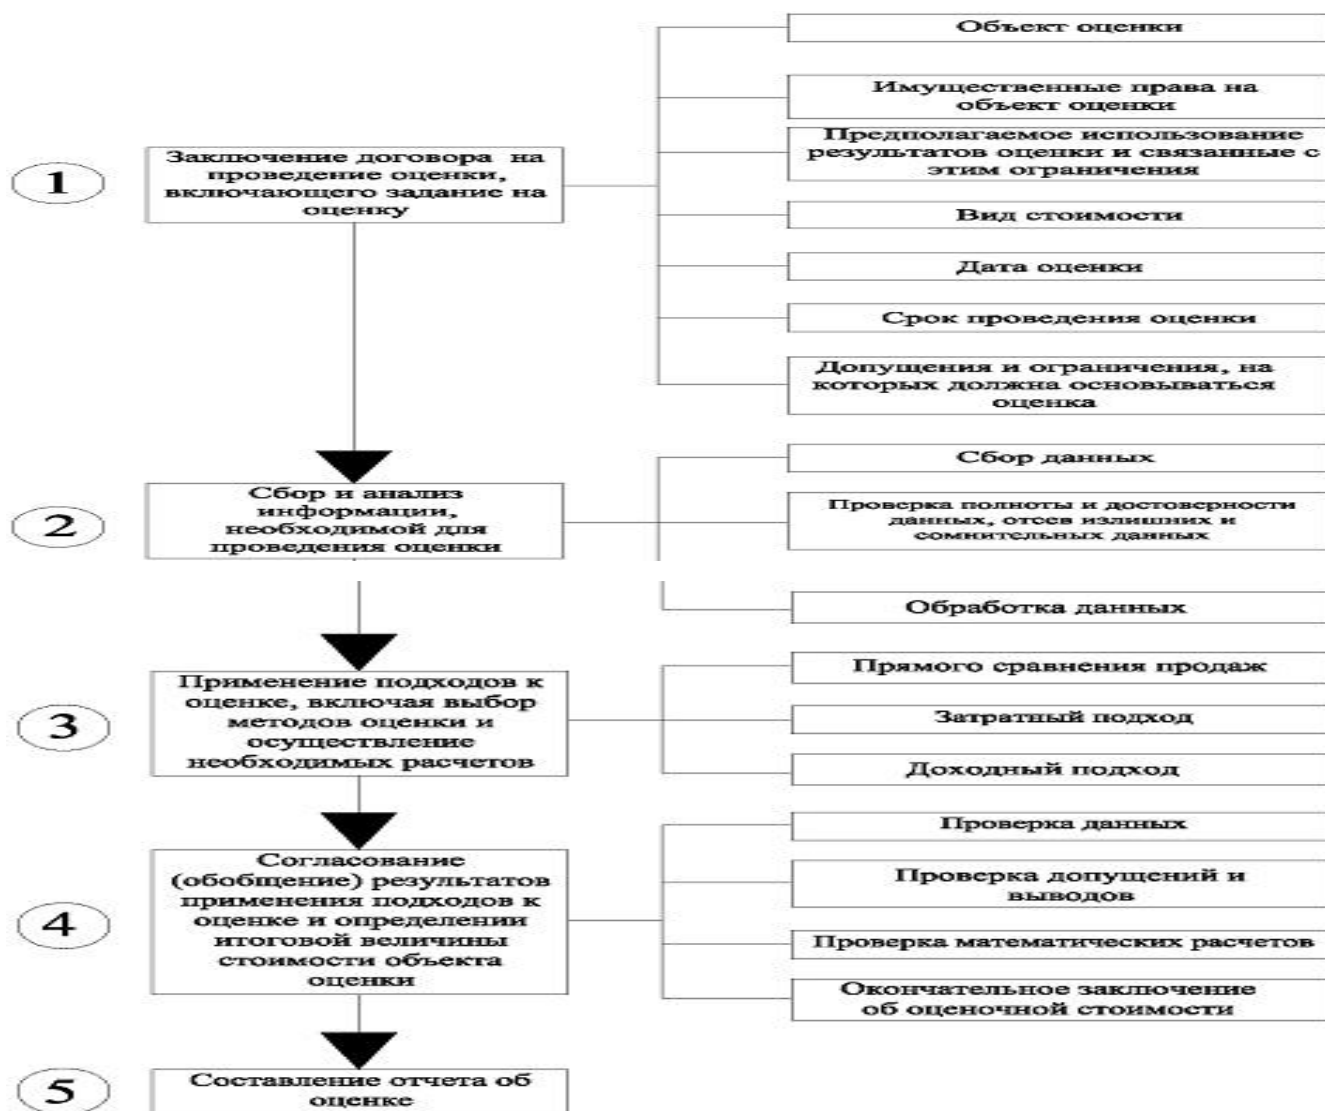 1
Заключение договора на
проведение оценки,
включающего задание на
оценку
Объект оценки
Имущественные права на
объект оценки
Предполагаемое использование
результатов оценки и связанные с
этим ограничения
Вид стоимости
Дата оценки
Срок проведения оценки
Допущения и ограничения, на
которых должна основываться
оценка
2
Сбор и анализ
информации,
необходимой для
проведения оценки
Сбор данных
Проверка полноты и достоверности
данных, отсев излишних и
сомнительных данных
Обработка данных
3
Применение подходов к
оценке, включая выбор
методов оценки и
осуществление
необходимых расчетов
Прямого сравнения продаж
Затратный подход
Доходный подход
4
Согласование
(обобщение) результатов
применения подходов к
оценке и определении
итоговой величины
стоимости объекта
оценки
Проверка данных
Проверка допущений и
выводов
Проверка математических расчетов
Окончательное заключение
об оценочной стоимости
5
Составление отчета об
оценке